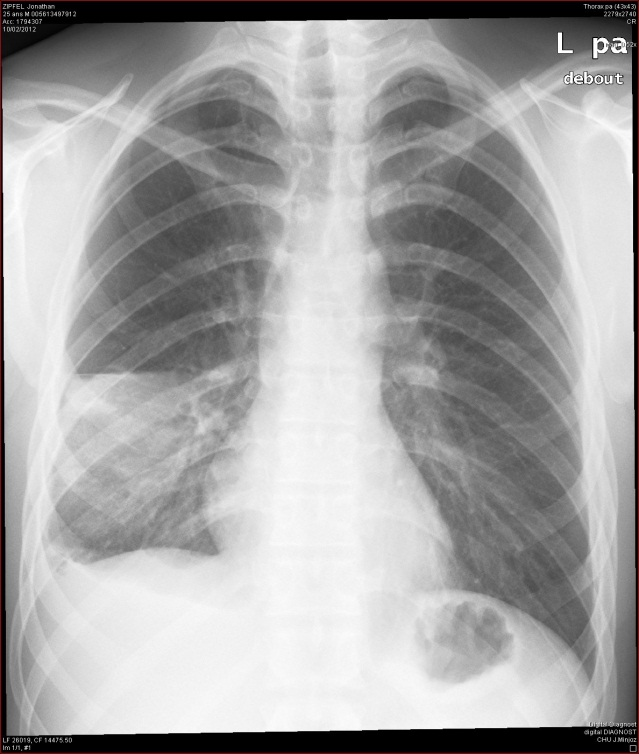 ZIPFEL Jonathan
25 ans M 005613497912
Acc: 1794307
10/02/2012
Thorax pa (43x43)
2279x2740
CR
L pa
debout
LF 26019, CF 14475.50
Im 1/1, #1
digital Diagnost
digital DIAGNOST
CHU J.Minjoz